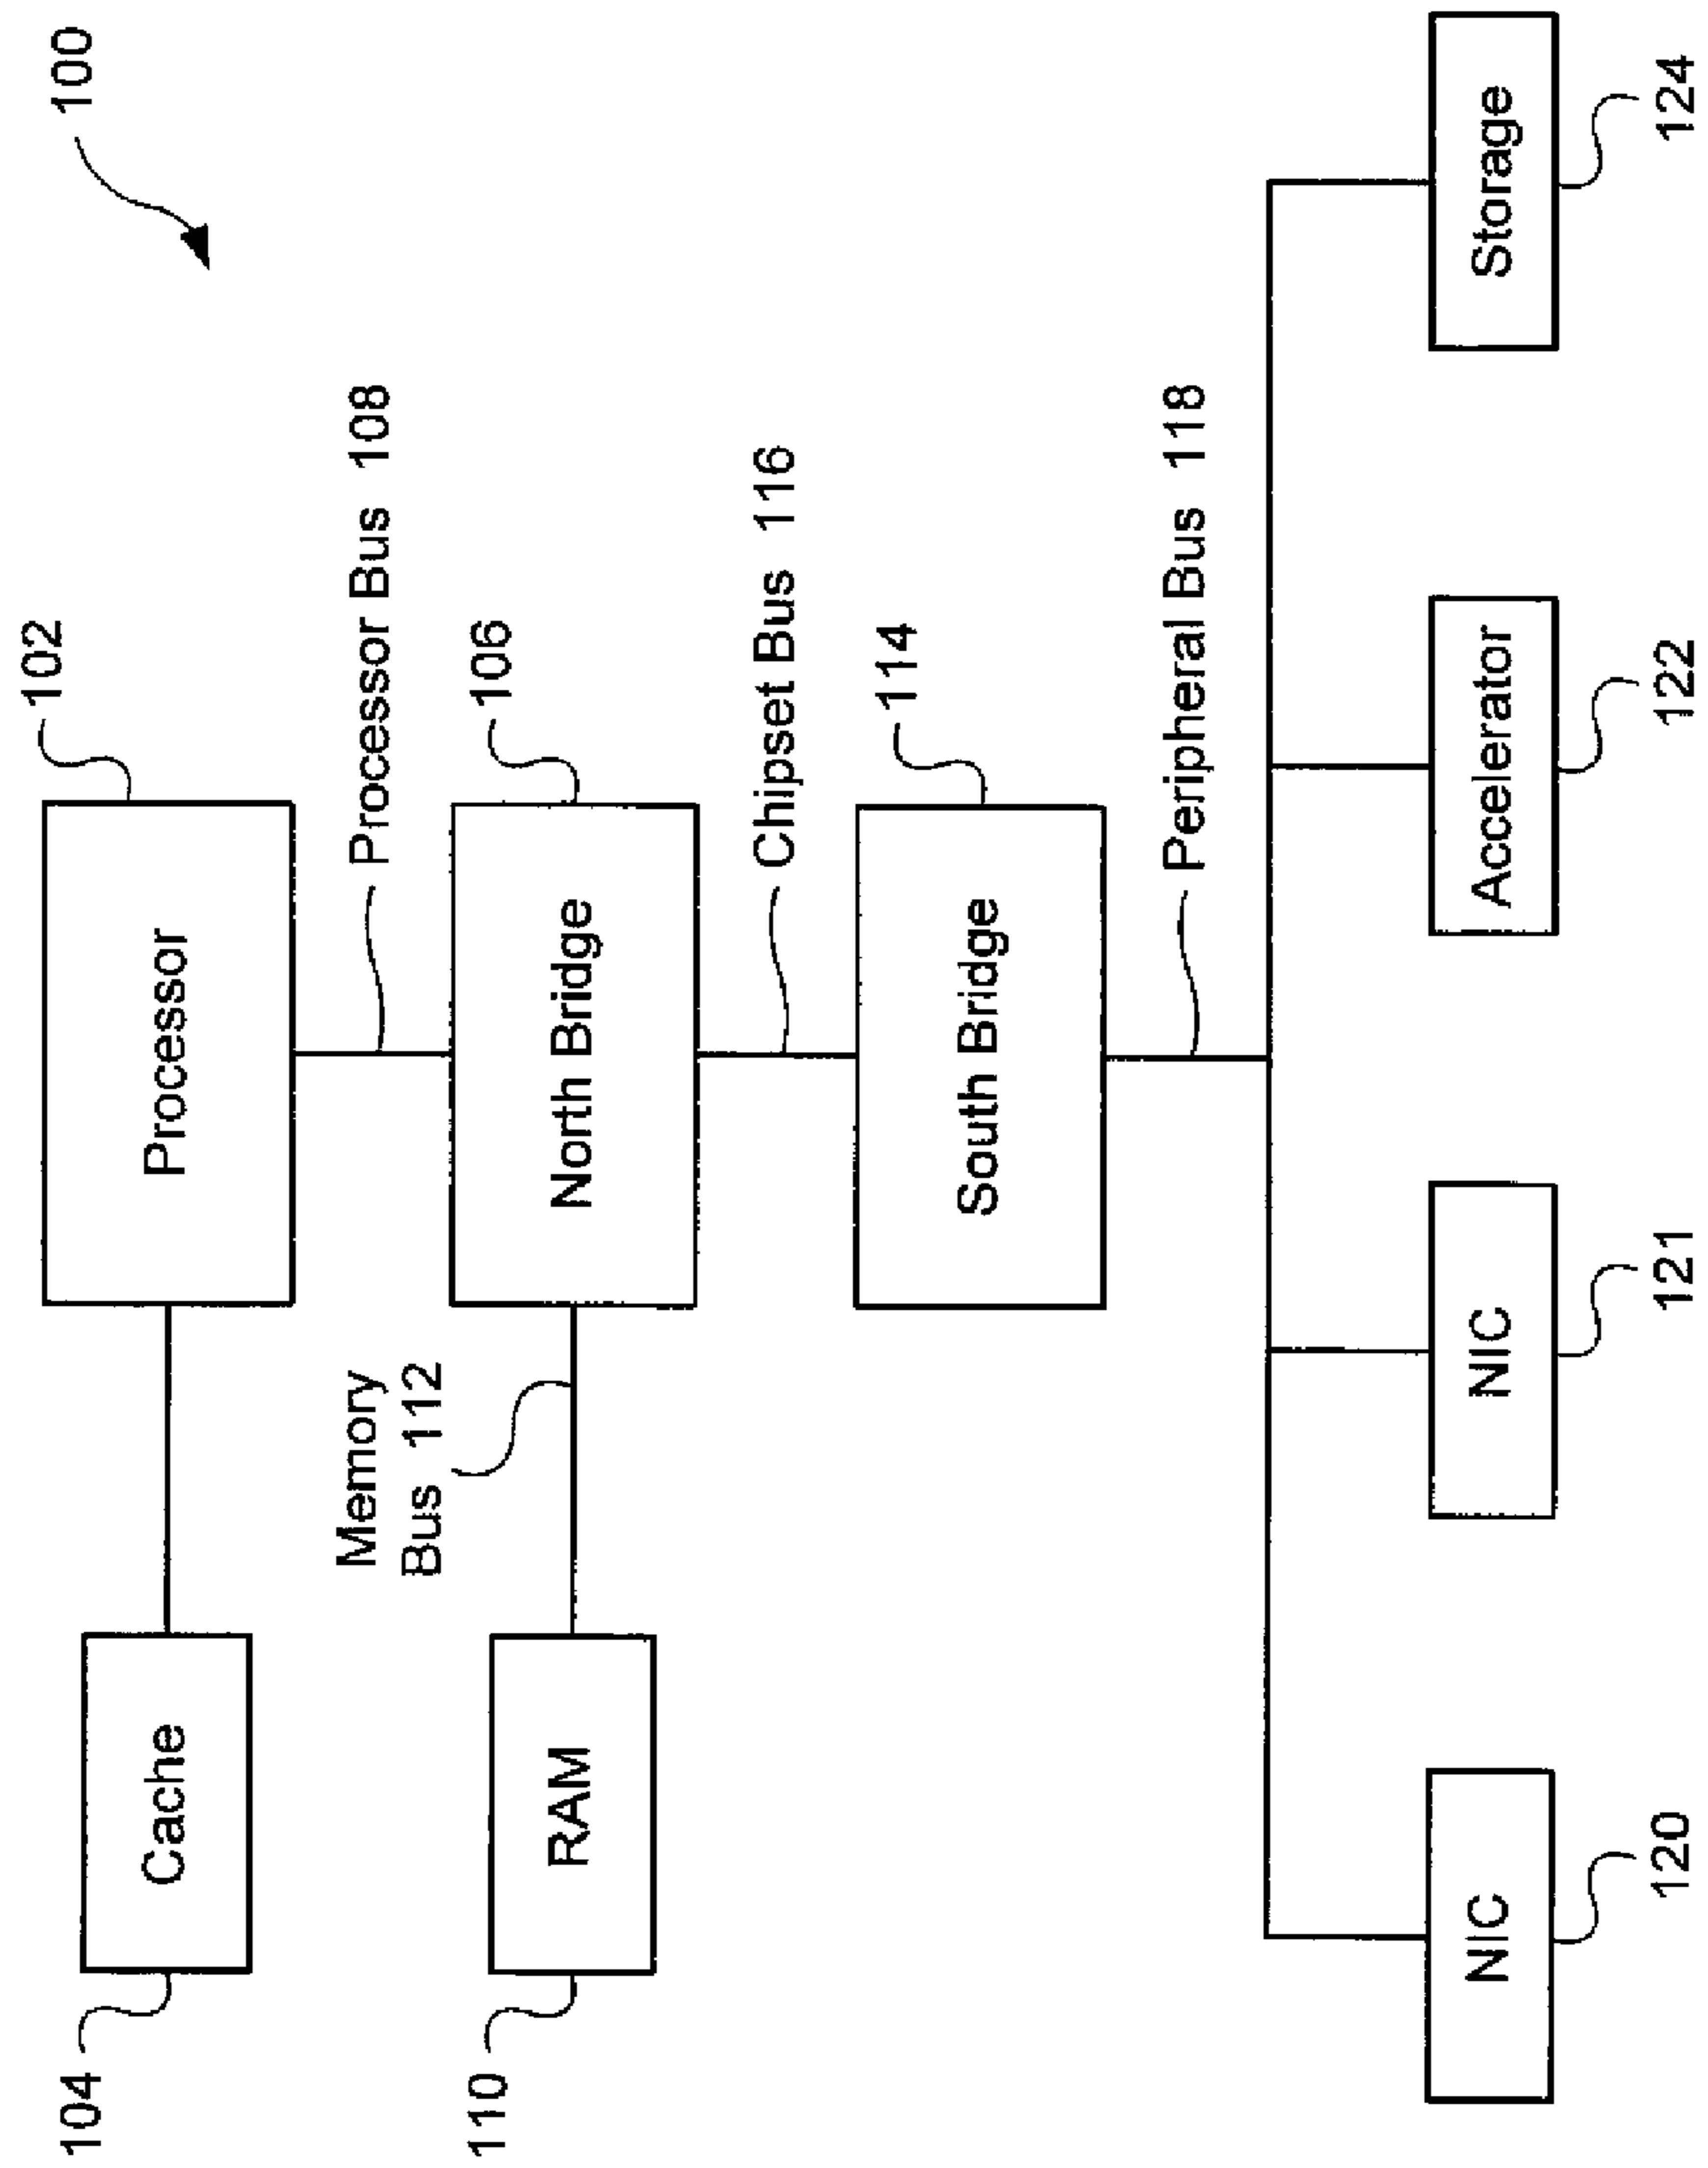 100
102
Processor
Cache
104
Processor Bus 108
106
North Bridge
Memory
Bus 112
RAM
110
Chipset Bus 116
114
South Bridge
Peripheral Bus 118
NIC
NIC
Accelerator
Storage
120
121
122
124